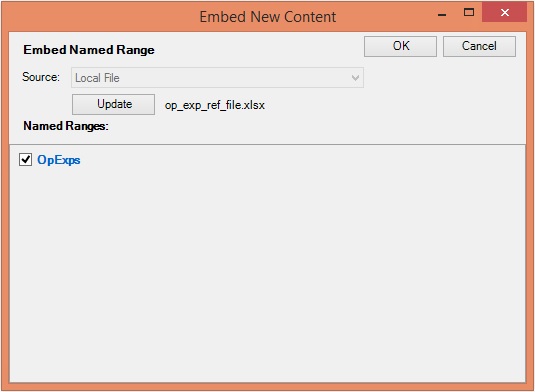 Embed New Content
Embed Named Range
OK
Cancel
Source:
Local File
Update
op_exp_ref_file.xlsx
Named Ranges:
OpExps